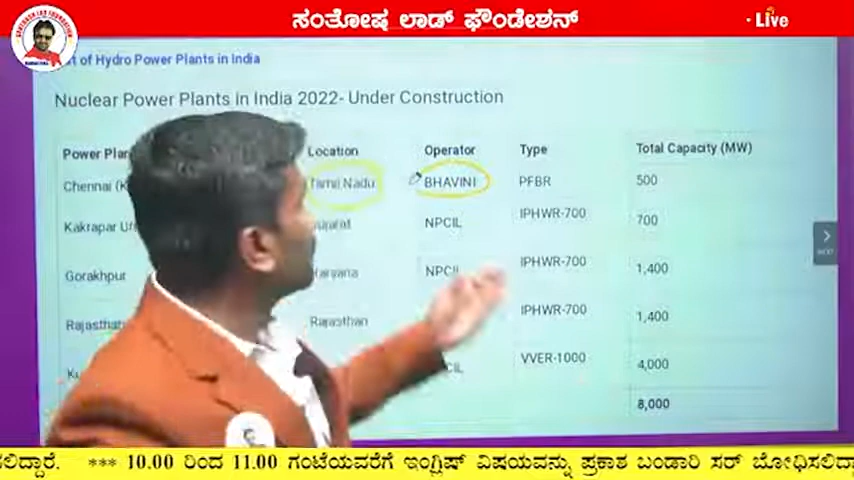 ಸಂತೋಷ ಲಾಡ್ ಫೌಂಡೇಶನ್
Live
of Hydro Power Plants in India
Nuclear Power Plants in India 2022- Under Construction
Power Location Operator Type Total Capacity (MW)
Chennai Tamil Nadu BHAVINI PFBR 500
Kakrapar NPCIL IPHWR-700 700
Gorakhpur NPCIL IPHWR-700 1,400
Rajasthan IPHWR-700 1,400
VVER-1000 4,000
8,000
*** 10.00 ರಿಂದ 11.00 ಗಂಟೆಯವರೆಗೆ ಇಂಗ್ಲಿಷ್ ವಿಷಯವನ್ನು ಪ್ರಕಾಶ ಬಂಡಾರಿ ಸರ್